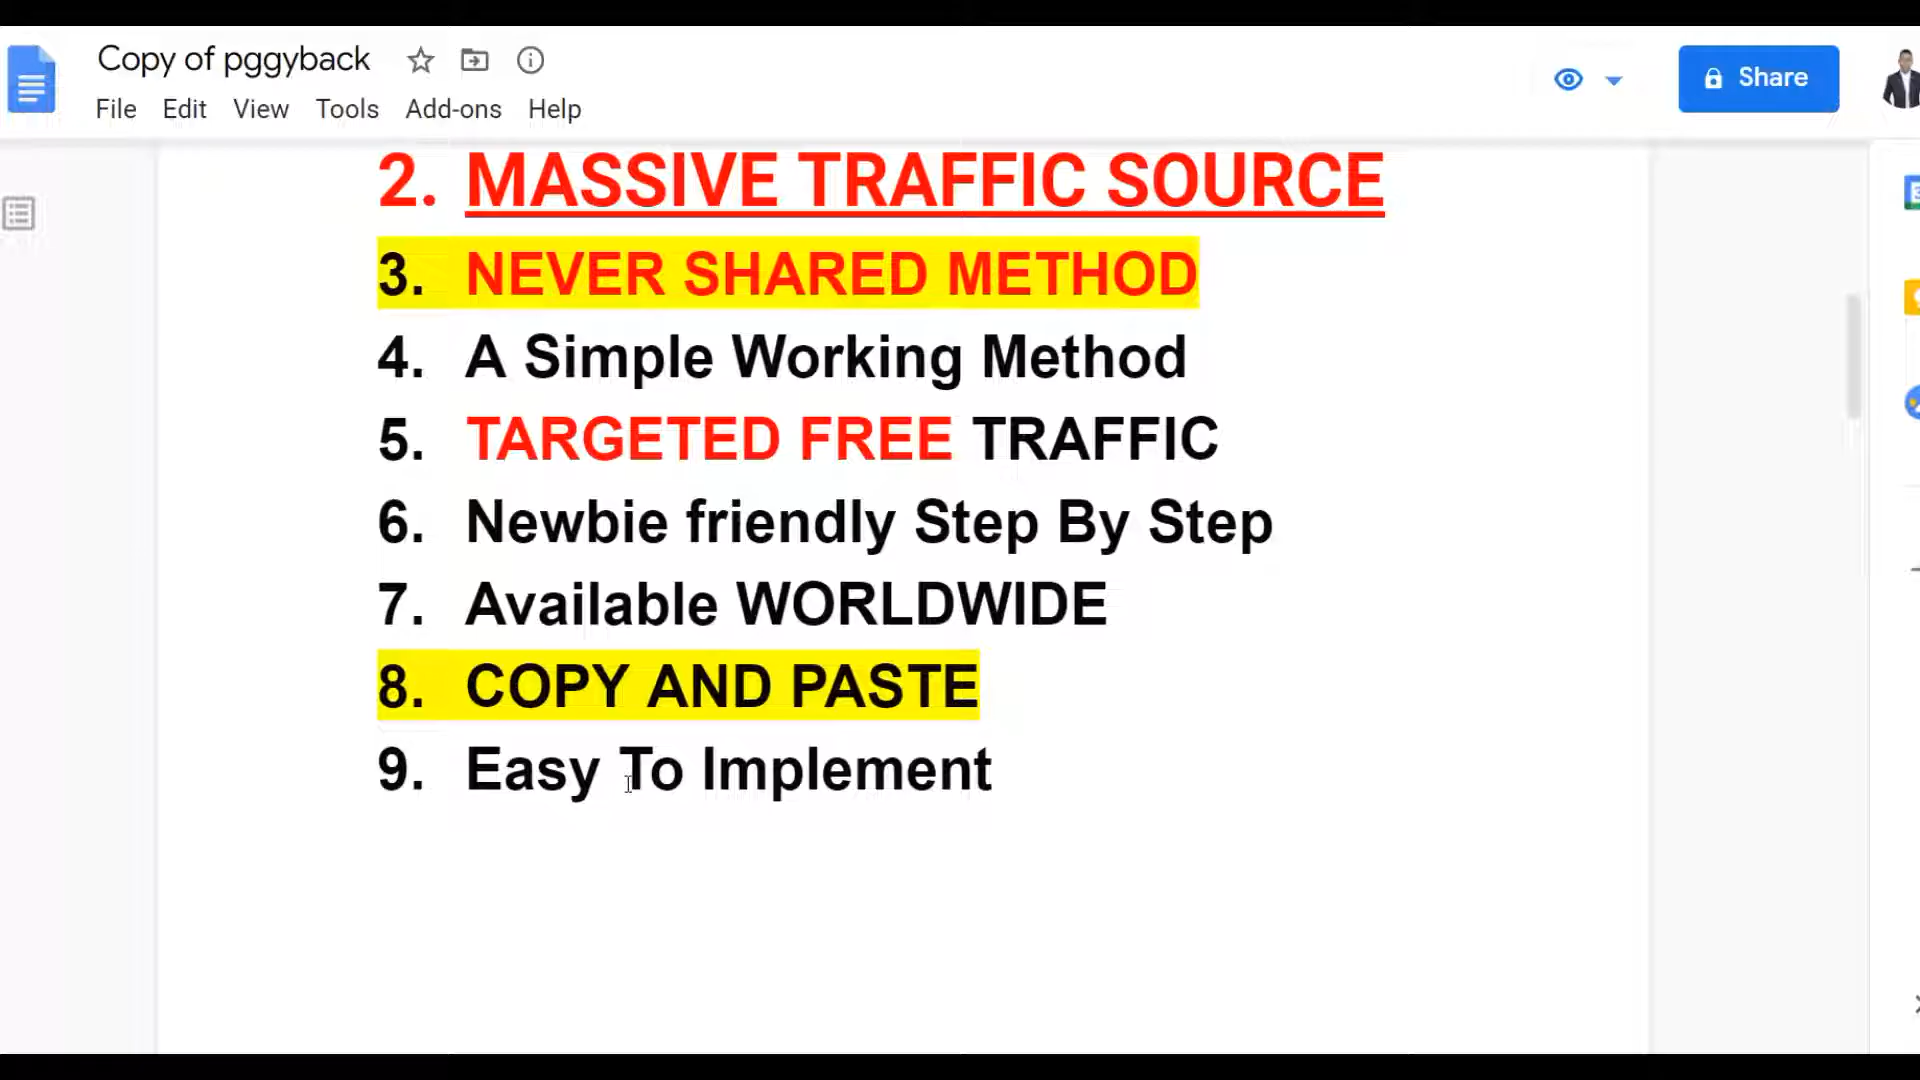 Copy of pggyback
File Edit View Tools Add-ons Help
Share
2. MASSIVE TRAFFIC SOURCE
3. NEVER SHARED METHOD
4. A Simple Working Method
5. TARGETED FREE TRAFFIC
6. Newbie friendly Step By Step
7. Available WORLDWIDE
8. COPY AND PASTE
9. Easy To Implement